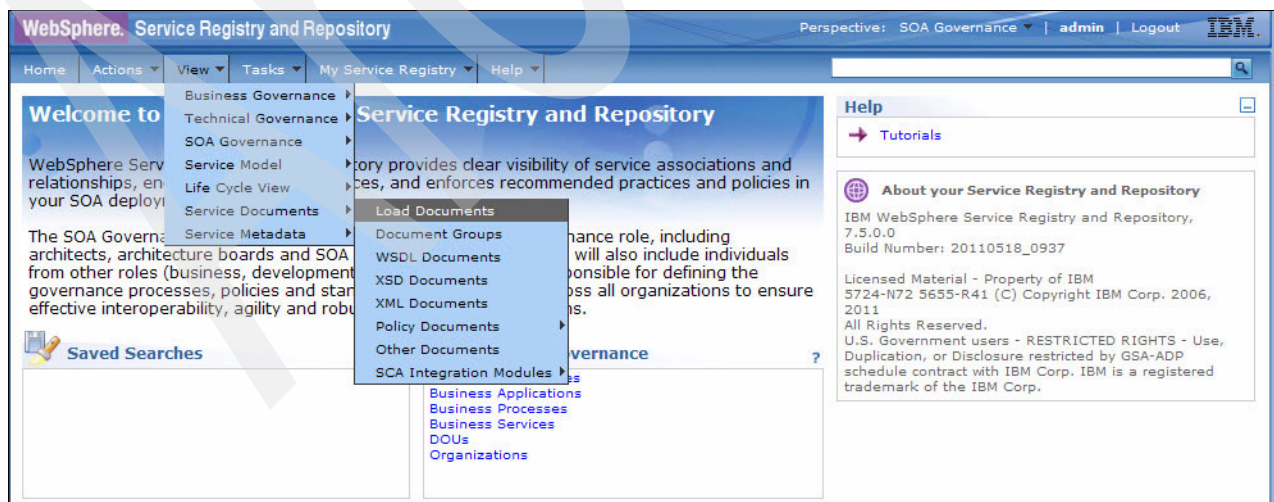 WebSphere. Service Registry and Repository
Perspective: SOA Governance | admin | Logout IBM.
Home Actions View Tasks My Service Registry Help
Business Governance
Technical Governance
SOA Governance
Service Model
Life Cycle View
Service Documents
Service Metadata
Load Documents
Document Groups
WSDL Documents
XSD Documents
XML Documents
Policy Documents
Other Documents
SCA Integration Modules
Welcome to Service Registry and Repository
WebSphere Serv tory provides clear visibility of service associations and
relationships, en ces, and enforces recommended practices and policies in
your SOA deploy
The SOA Governa nance role, including
architects, architecture boards and SOA will also include individuals
from other roles (business, development ponsible for defining the
governance processes, policies and stan oss all organizations to ensure
effective interoperability, agility and robu ns.
Saved Searches
vernance ?
es
Business Applications
Business Processes
Business Services
DOUs
Organizations
Help
Tutorials
About your Service Registry and Repository
IBM WebSphere Service Registry and Repository,
7.5.0.0
Build Number: 20110518_0937
Licensed Material - Property of IBM
5724-N72 5655-R41 (C) Copyright IBM Corp. 2006,
2011
All Rights Reserved.
U.S. Government users - RESTRICTED RIGHTS - Use,
Duplication, or Disclosure restricted by GSA-ADP
schedule contract with IBM Corp. IBM is a registered
trademark of the IBM Corp.